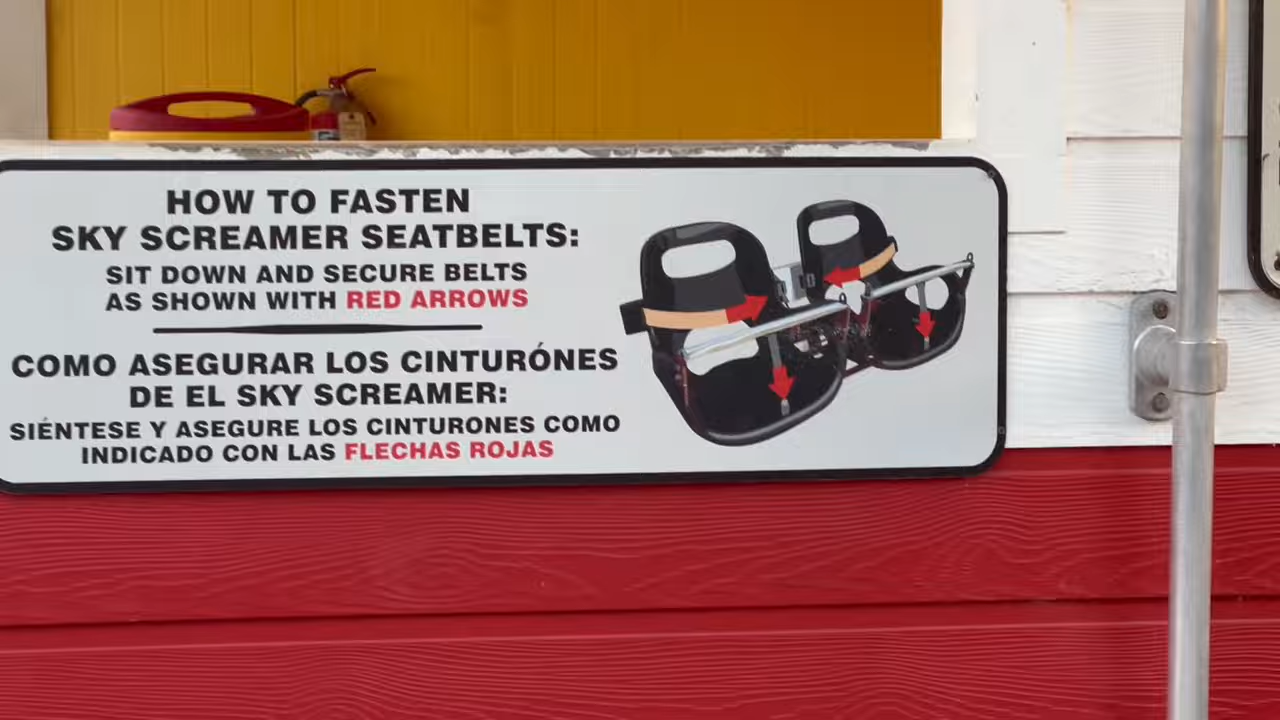 HOW TO FASTEN
SKY SCREAMER SEATBELTS:
SIT DOWN AND SECURE BELTS
AS SHOWN WITH RED ARROWS
COMO ASEGURAR LOS CINTURÓNES
DE EL SKY SCREAMER:
SIÉNTESE Y ASEGURE LOS CINTURONES COMO
INDICADO CON LAS FLECHAS ROJAS